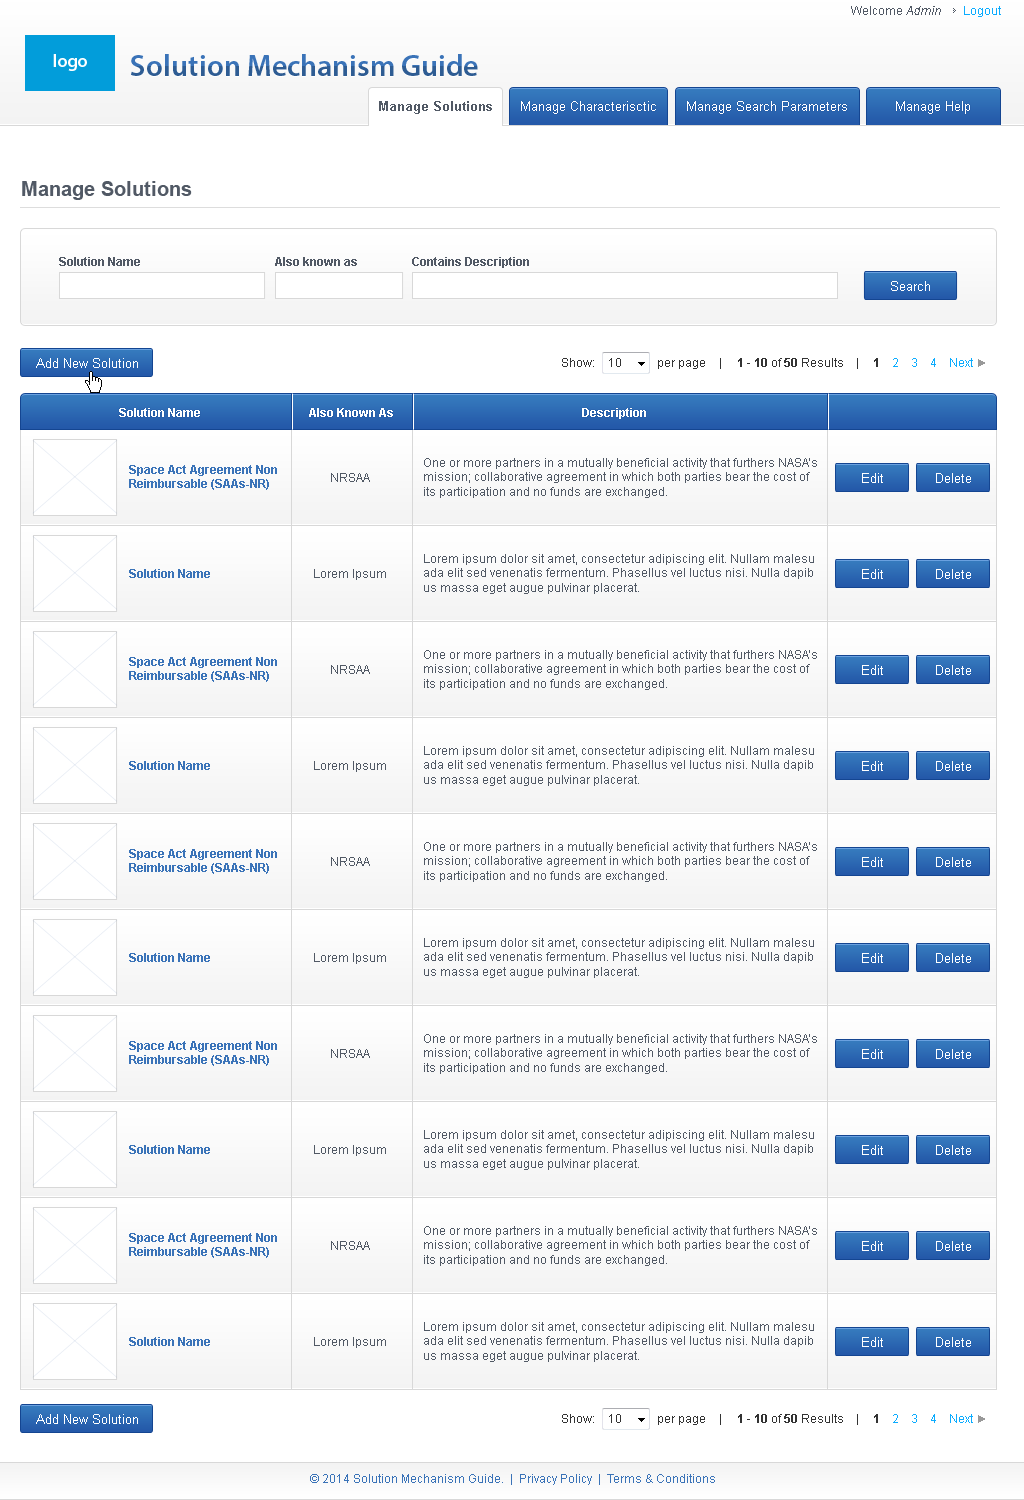 Welcome Admin › Logout
logo
Solution Mechanism Guide
Manage Solutions Manage Characterisctic Manage Search Parameters Manage Help
Manage Solutions
Solution Name Also known as Contains Description
Search
Add New Solution Show: 10 per page | 1 - 10 of 50 Results | 1 2 3 4 Next
Solution Name Also Known As Description
Space Act Agreement Non
Reimbursable (SAAs-NR)
NRSAA
One or more partners in a mutually beneficial activity that furthers NASA's
mission; collaborative agreement in which both parties bear the cost of
its participation and no funds are exchanged.
Edit Delete
Solution Name
Lorem Ipsum
Lorem ipsum dolor sit amet, consectetur adipiscing elit. Nullam malesu
ada elit sed venenatis fermentum. Phasellus vel luctus nisi. Nulla dapib
us massa eget augue pulvinar placerat.
Edit Delete
Space Act Agreement Non
Reimbursable (SAAs-NR)
NRSAA
One or more partners in a mutually beneficial activity that furthers NASA's
mission; collaborative agreement in which both parties bear the cost of
its participation and no funds are exchanged.
Edit Delete
Solution Name
Lorem Ipsum
Lorem ipsum dolor sit amet, consectetur adipiscing elit. Nullam malesu
ada elit sed venenatis fermentum. Phasellus vel luctus nisi. Nulla dapib
us massa eget augue pulvinar placerat.
Edit Delete
Space Act Agreement Non
Reimbursable (SAAs-NR)
NRSAA
One or more partners in a mutually beneficial activity that furthers NASA's
mission; collaborative agreement in which both parties bear the cost of
its participation and no funds are exchanged.
Edit Delete
Solution Name
Lorem Ipsum
Lorem ipsum dolor sit amet, consectetur adipiscing elit. Nullam malesu
ada elit sed venenatis fermentum. Phasellus vel luctus nisi. Nulla dapib
us massa eget augue pulvinar placerat.
Edit Delete
Space Act Agreement Non
Reimbursable (SAAs-NR)
NRSAA
One or more partners in a mutually beneficial activity that furthers NASA's
mission; collaborative agreement in which both parties bear the cost of
its participation and no funds are exchanged.
Edit Delete
Solution Name
Lorem Ipsum
Lorem ipsum dolor sit amet, consectetur adipiscing elit. Nullam malesu
ada elit sed venenatis fermentum. Phasellus vel luctus nisi. Nulla dapib
us massa eget augue pulvinar placerat.
Edit Delete
Space Act Agreement Non
Reimbursable (SAAs-NR)
NRSAA
One or more partners in a mutually beneficial activity that furthers NASA's
mission; collaborative agreement in which both parties bear the cost of
its participation and no funds are exchanged.
Edit Delete
Solution Name
Lorem Ipsum
Lorem ipsum dolor sit amet, consectetur adipiscing elit. Nullam malesu
ada elit sed venenatis fermentum. Phasellus vel luctus nisi. Nulla dapib
us massa eget augue pulvinar placerat.
Edit Delete
Add New Solution Show: 10 per page | 1 - 10 of 50 Results | 1 2 3 4 Next
© 2014 Solution Mechanism Guide. | Privacy Policy | Terms & Conditions